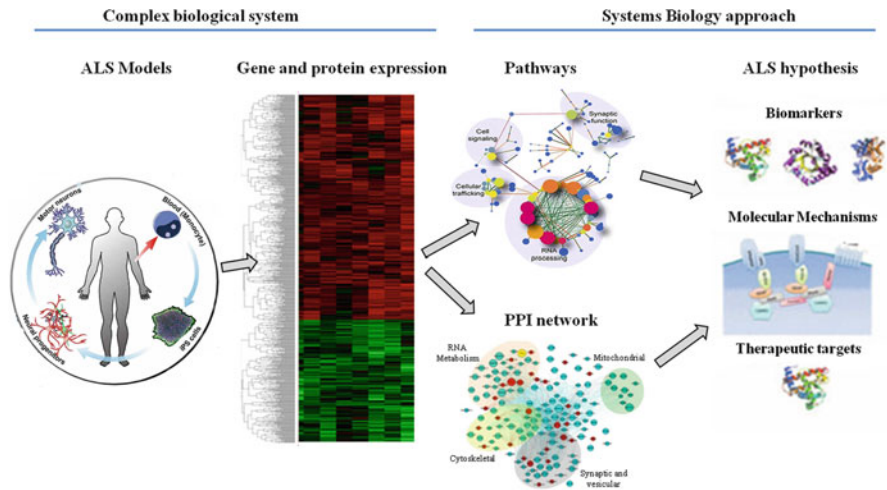 Complex biological system
Systems Biology approach
ALS Models
Gene and protein expression
Pathways
ALS hypothesis
Motor neurons
Blood (Monocyte)
iPS cells
Neural progenitors
Cell
signaling
Synaptic
function
Cellular
trafficking
RNA
processing
PPI network
RNA
Metabolism
Mitochondrial
Cytoskeletal
Synaptic and
vericular
Biomarkers
Molecular Mechanisms
Therapeutic targets